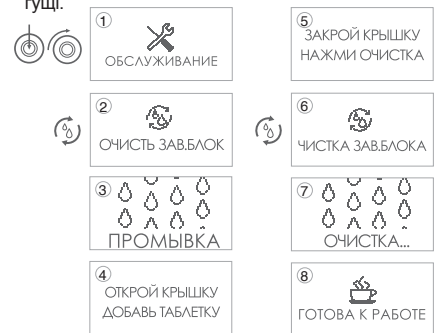 гущі.
1
ОБСЛУЖИВАНИЕ
2
ОЧИСТЬ ЗАВ.БЛОК
3
ПРОМЫВКА
4
ОТКРОЙ КРЫШКУ
ДОБАВЬ ТАБЛЕТКУ
5
ЗАКРОЙ КРЫШКУ
НАЖМИ ОЧИСТКА
6
ЧИСТКА ЗАВ.БЛОКА
7
ОЧИСТКА...
8
ГОТОВА К РАБОТЕ